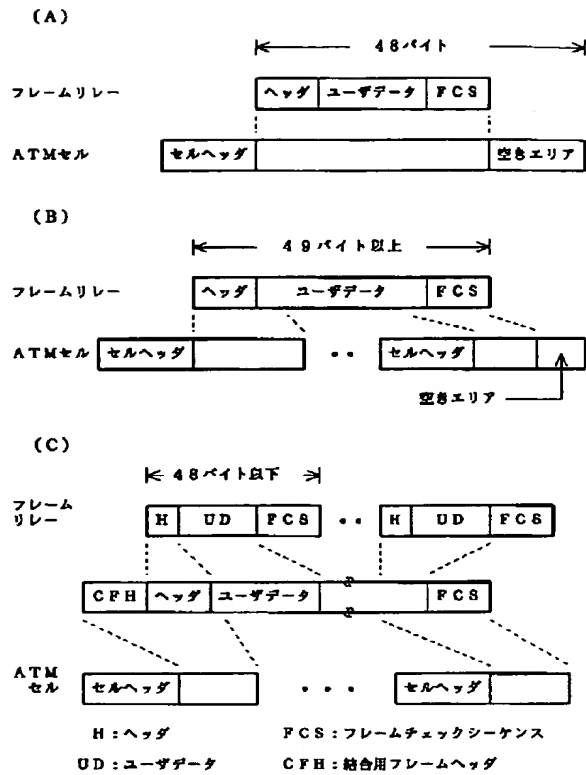 (A)
48バイト
フレームリレー
ヘッダ ユーザデータ FCS
ATMセル
セルヘッダ 空きエリア
(B)
49バイト以上
フレームリレー
ヘッダ ユーザデータ FCS
ATMセル
セルヘッダ ・・ セルヘッダ
空きエリア
(C)
48バイト以下
フレーム
リレー
H UD FCS ・・ H UD FCS
CFH ヘッダ ユーザデータ FCS
ATM
セル
セルヘッダ ・・・ セルヘッダ
H:ヘッダ FCS:フレームチェックシーケンス
UD:ユーザデータ CFH:結合用フレームヘッダ